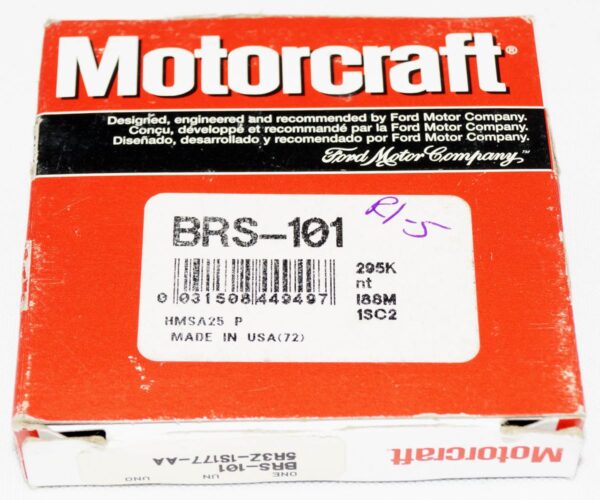 Motorcraft®
Designed, engineered and recommended by Ford Motor Company.
Conçu, développé et recommandé par la Ford Motor Company.
Diseñado, desarrollado y recomendado por Ford Motor Company.
Ford Motor Company™
BRS-101
R1-5
0 031508 449497
295K
nt
I88M
1SC2
HMSA25 P
MADE IN USA(72)
Motorcraft
BRS-101
5R3Z-1S177-AA
ONE UN UNO